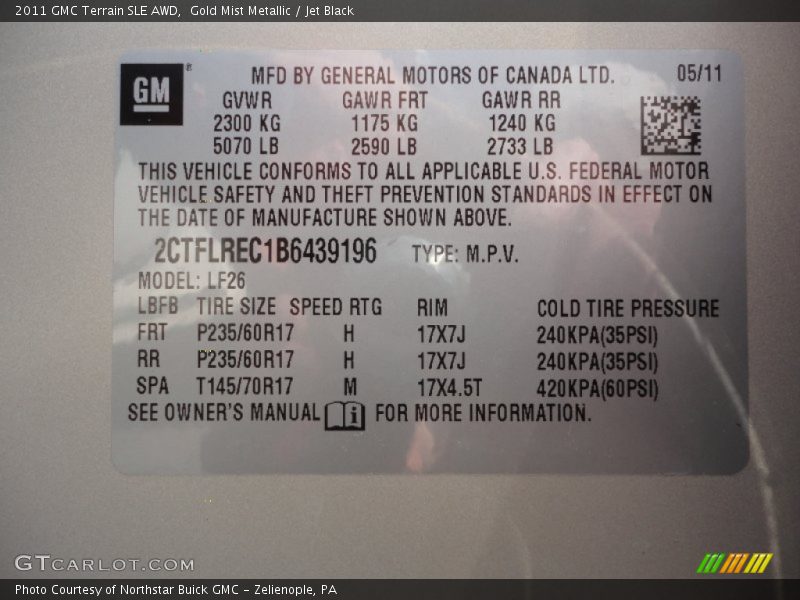 2011 GMC Terrain SLE AWD,  Gold Mist Metallic / Jet Black
GM®
MFD BY GENERAL MOTORS OF CANADA LTD. 05/11
GVWR GAWR FRT GAWR RR
2300 KG 1175 KG 1240 KG
5070 LB 2590 LB 2733 LB
THIS VEHICLE CONFORMS TO ALL APPLICABLE U.S. FEDERAL MOTOR
VEHICLE SAFETY AND THEFT PREVENTION STANDARDS IN EFFECT ON
THE DATE OF MANUFACTURE SHOWN ABOVE.
2CTFLREC1B6439196 TYPE: M.P.V.
MODEL: LF26
LBFB TIRE SIZE SPEED RTG RIM COLD TIRE PRESSURE
FRT P235/60R17 H 17X7J 240KPA(35PSI)
RR P235/60R17 H 17X7J 240KPA(35PSI)
SPA T145/70R17 M 17X4.5T 420KPA(60PSI)
SEE OWNER'S MANUAL i FOR MORE INFORMATION.
GTCARLOT.COM
Photo Courtesy of Northstar Buick GMC - Zelienople, PA